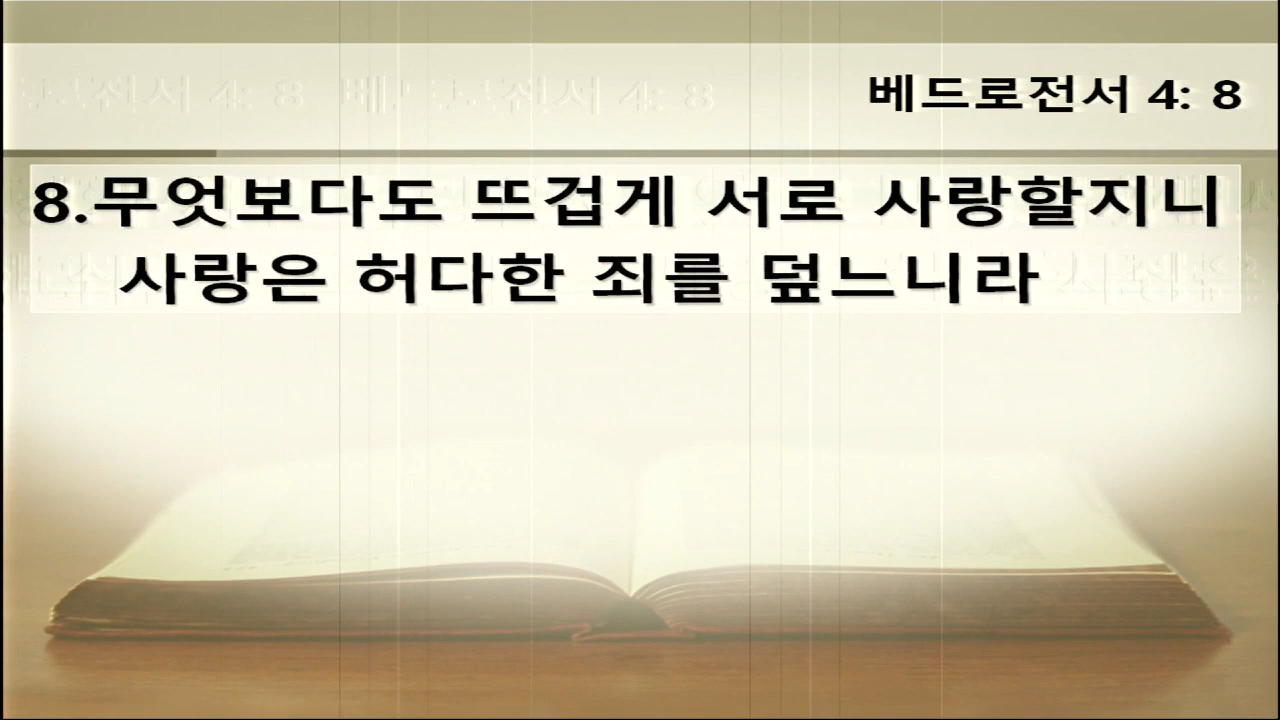 베드로전서 4: 8
8.무엇보다도 뜨겁게 서로 사랑할지니
사랑은 허다한 죄를 덮느니라